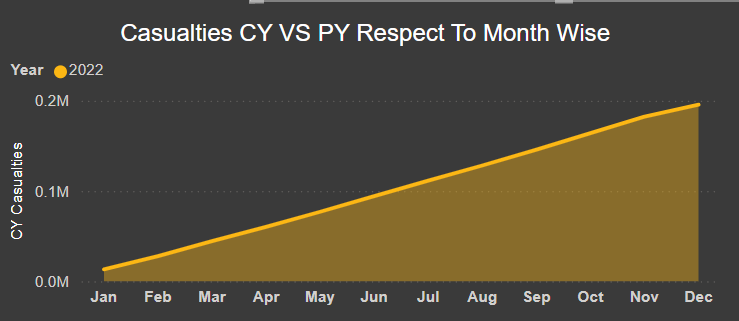 Casualties CY VS PY Respect To Month Wise
Year 2022
0.2M
0.1M
0.0M
CY Casualties
Jan Feb Mar Apr May Jun Jul Aug Sep Oct Nov Dec